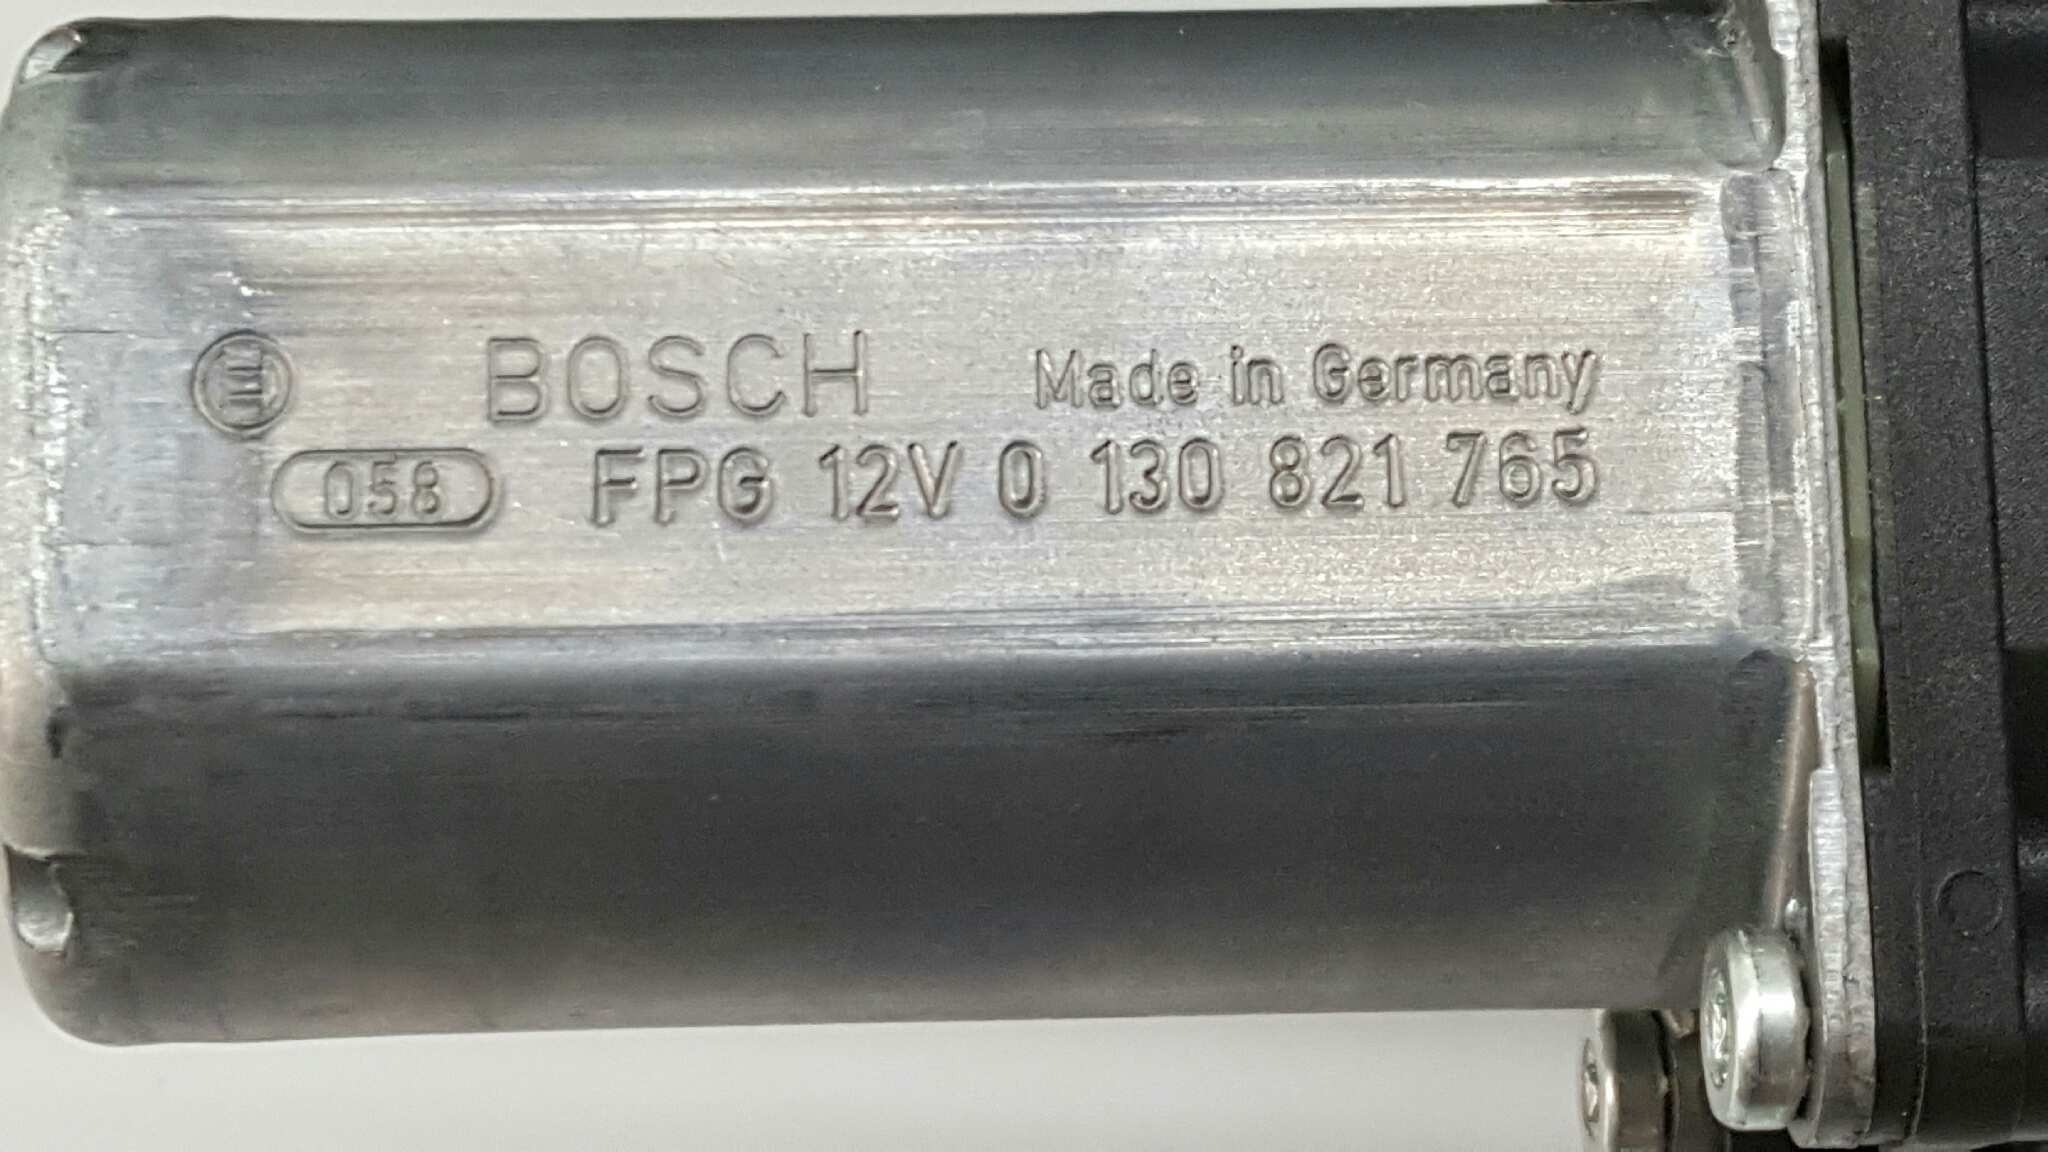 BOSCH Made in Germany
058 FPG 12V 0 130 821 765